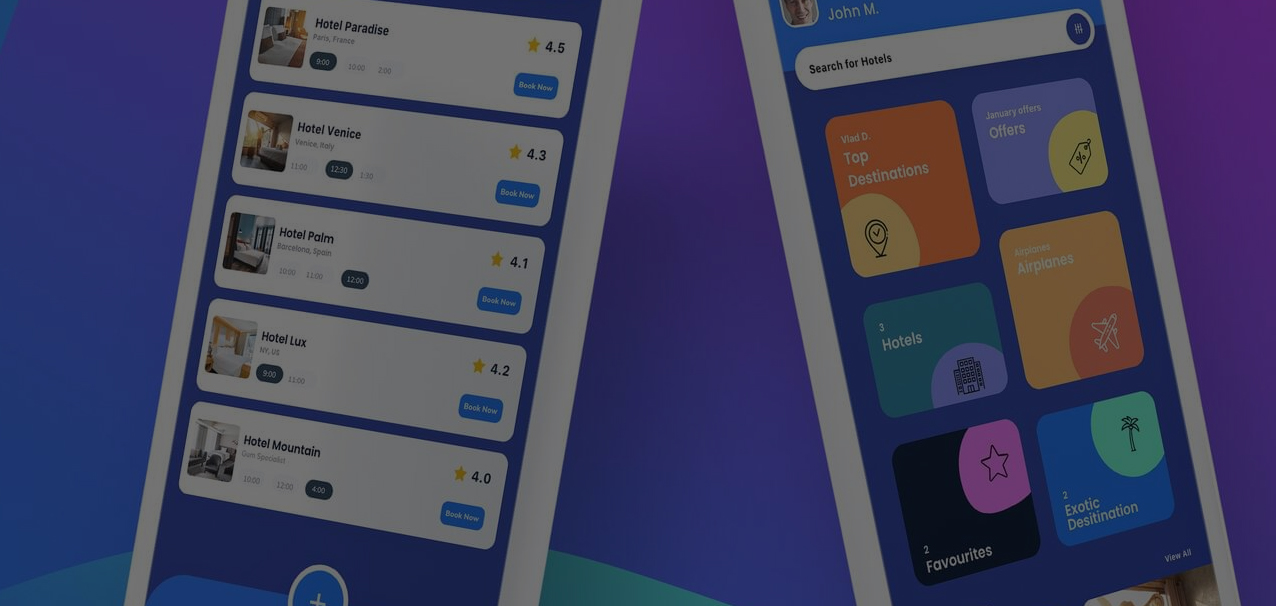 Hotel Paradise
Paris, France
9:00 10:00 2:00
4.5
Book Now
Hotel Venice
Venice, Italy
11:00 12:30 1:30
4.3
Book Now
Hotel Palm
Barcelona, Spain
10:00 11:00 12:00
4.1
Book Now
Hotel Lux
NY, US
9:00 11:00
4.2
Book Now
Hotel Mountain
Gum Specialist
10:00 12:00 4:00
4.0
Book Now
+
John M.
Search for Hotels
Vlad D.
Top
Destinations
January offers
Offers
%
Airplanes
Airplanes
3
Hotels
2
Favourites
2
Exotic
Desitination
View All